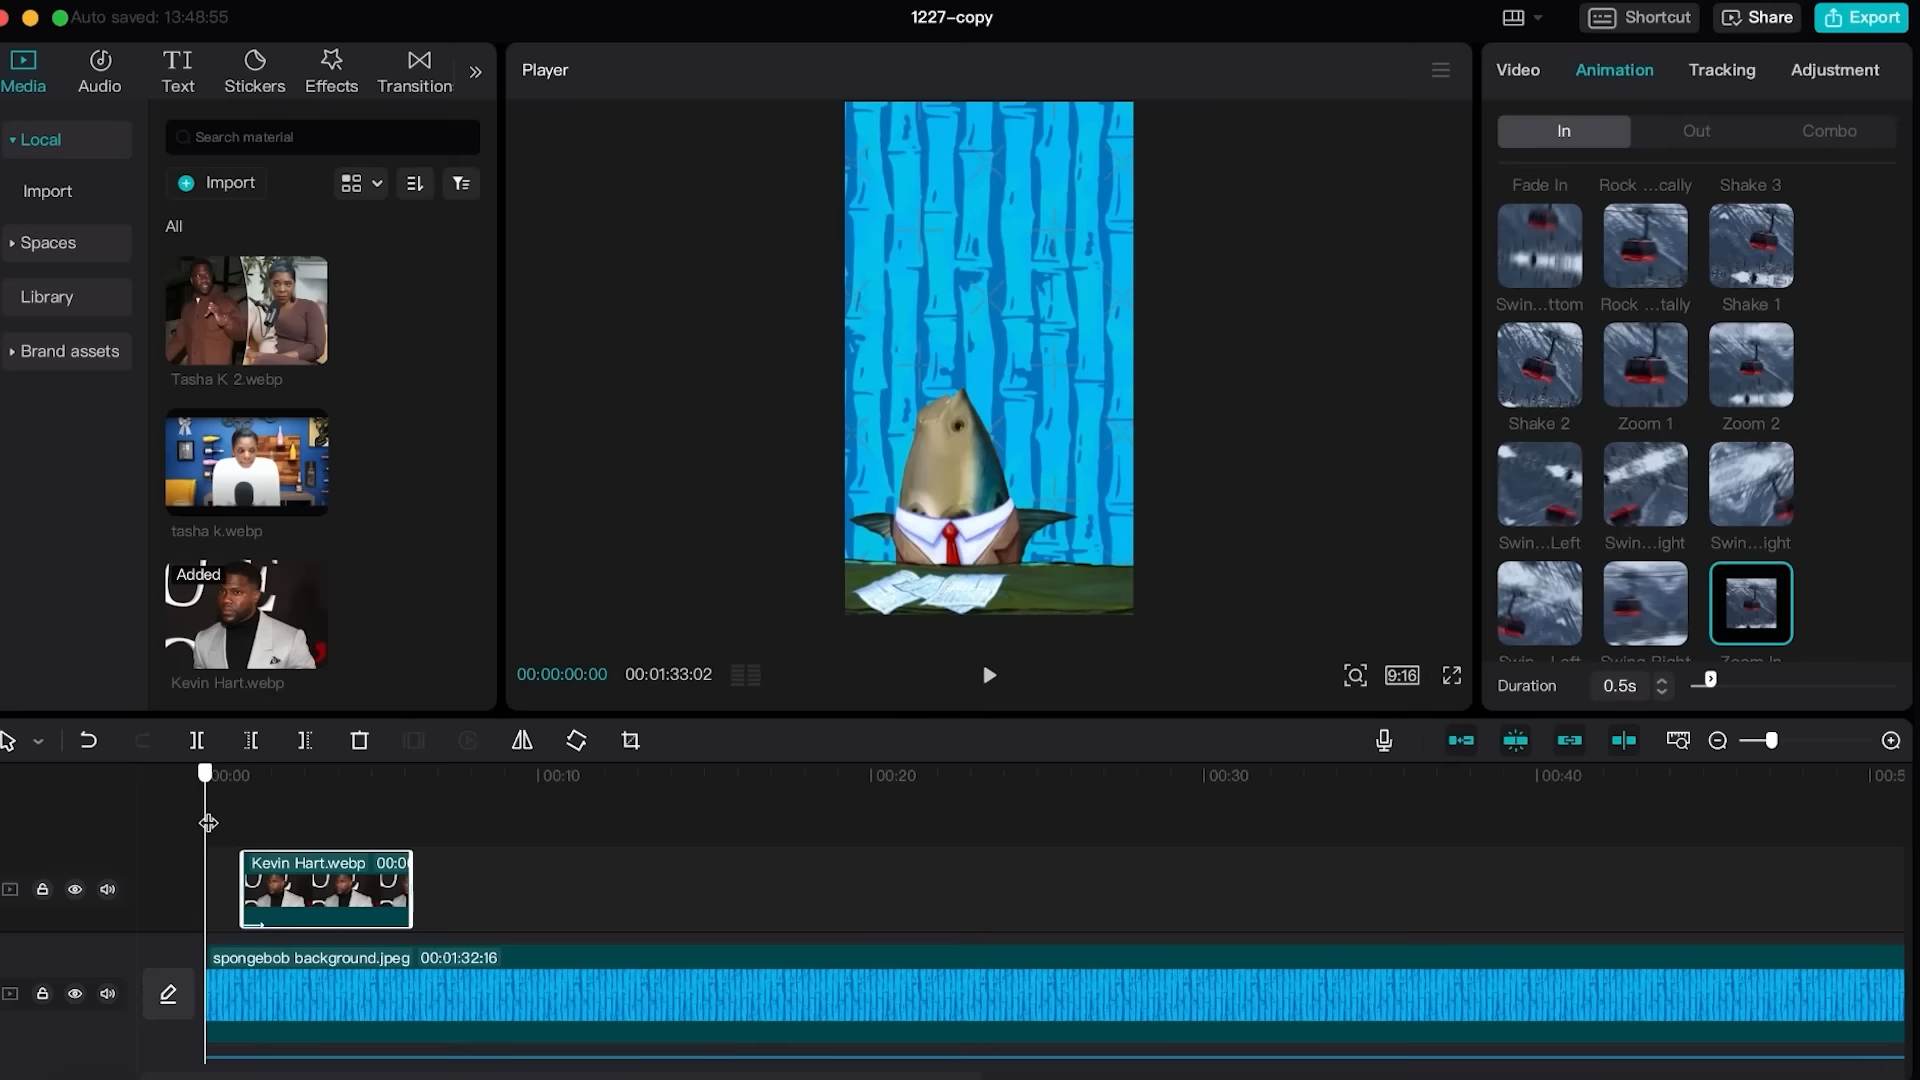 Auto saved: 13:48:55
1227-copy
Shortcut
Share
Export
Media
Audio
TI
Text
Stickers
Effects
Transition
Player
Video
Animation
Tracking
Adjustment
Local
Import
Spaces
Library
Brand assets
Search material
Import
All
Tasha K 2.webp
tasha k.webp
Added
Kevin Hart.webp
In
Out
Combo
Fade In
Rock ...cally
Shake 3
Swin...ttom
Rock ...tally
Shake 1
Shake 2
Zoom 1
Zoom 2
Swin...Left
Swin...ight
Swin...ight
Swin...Left
Swing Right
Zoom In
Duration
0.5s
00:00:00:00
00:01:33:02
9:16
00:00
00:10
00:20
00:30
00:40
00:5
Kevin Hart.webp 00:0
spongebob background.jpeg 00:01:32:16